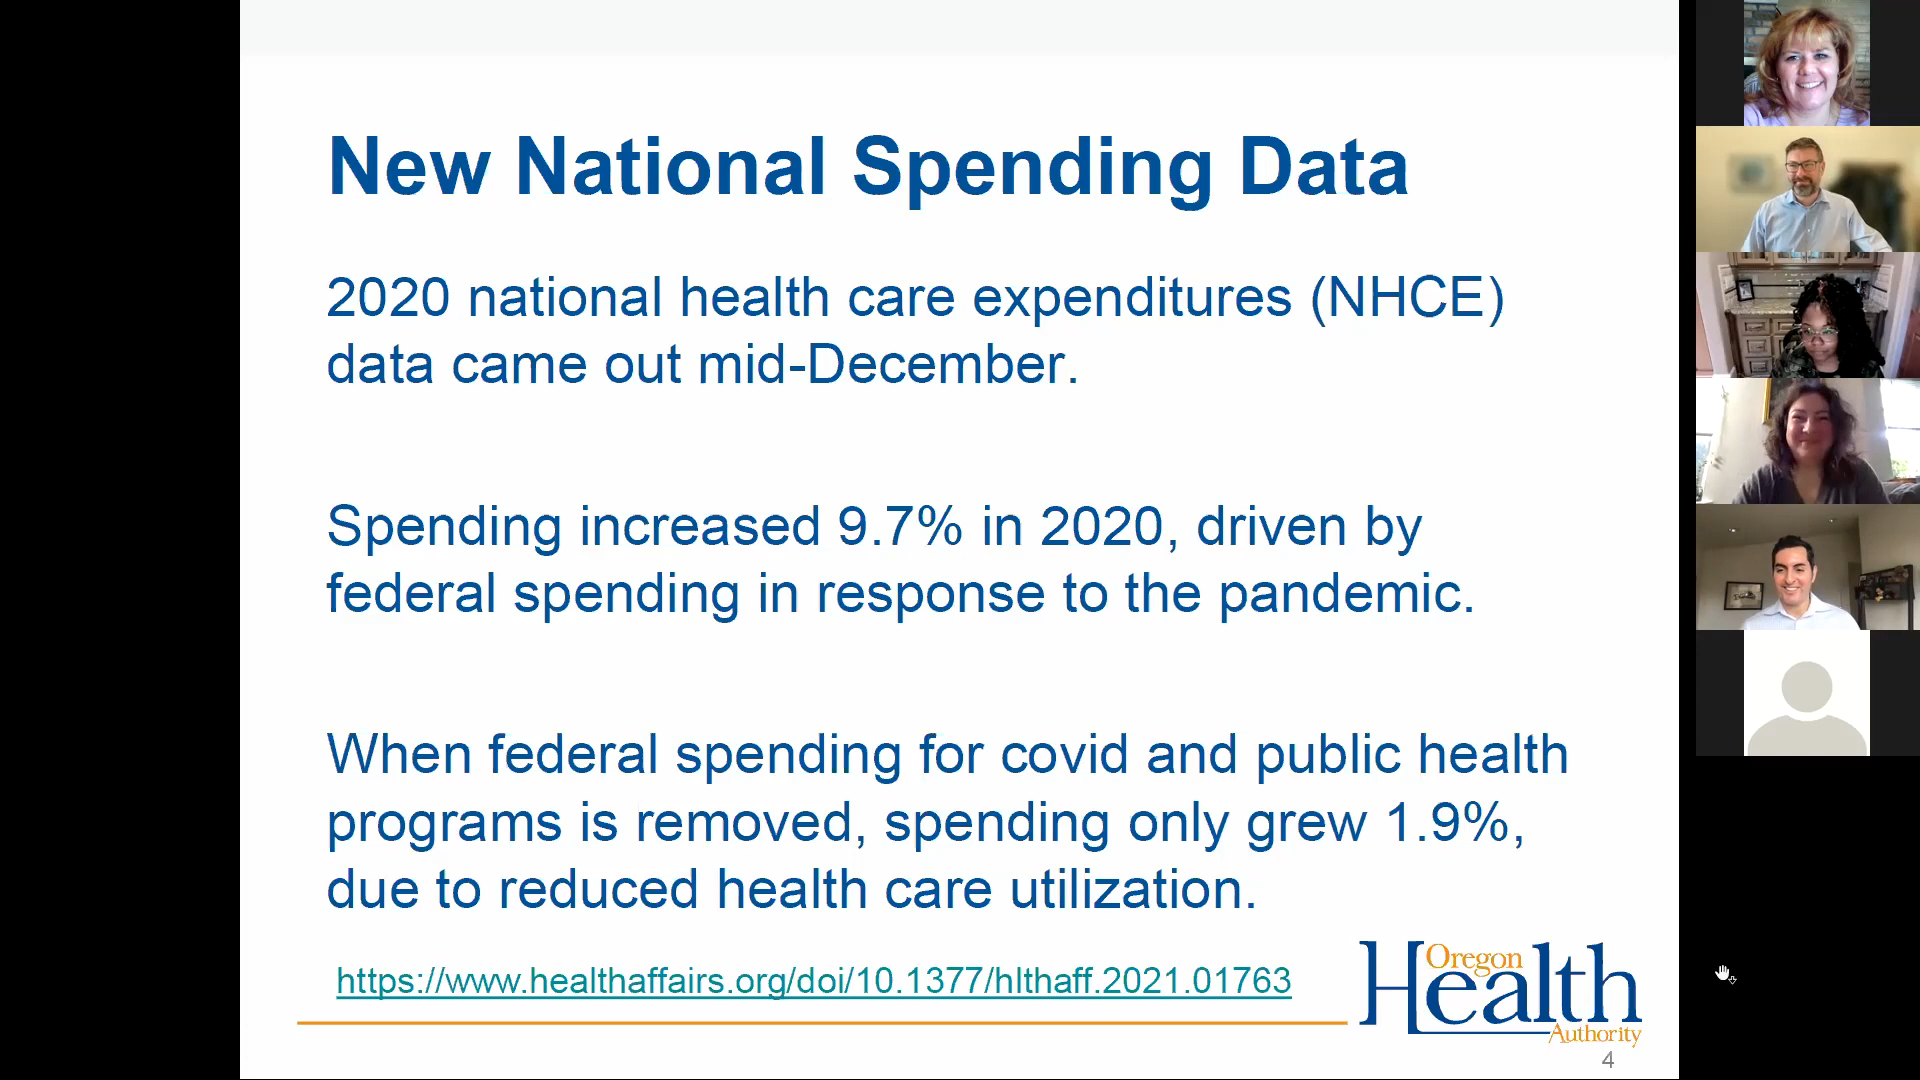 New National Spending Data
2020 national health care expenditures (NHCE)
data came out mid-December.
Spending increased 9.7% in 2020, driven by
federal spending in response to the pandemic.
When federal spending for covid and public health
programs is removed, spending only grew 1.9%,
due to reduced health care utilization.
https://www.healthaffairs.org/doi/10.1377/hlthaff.2021.01763
Oregon
Health
Authority
4